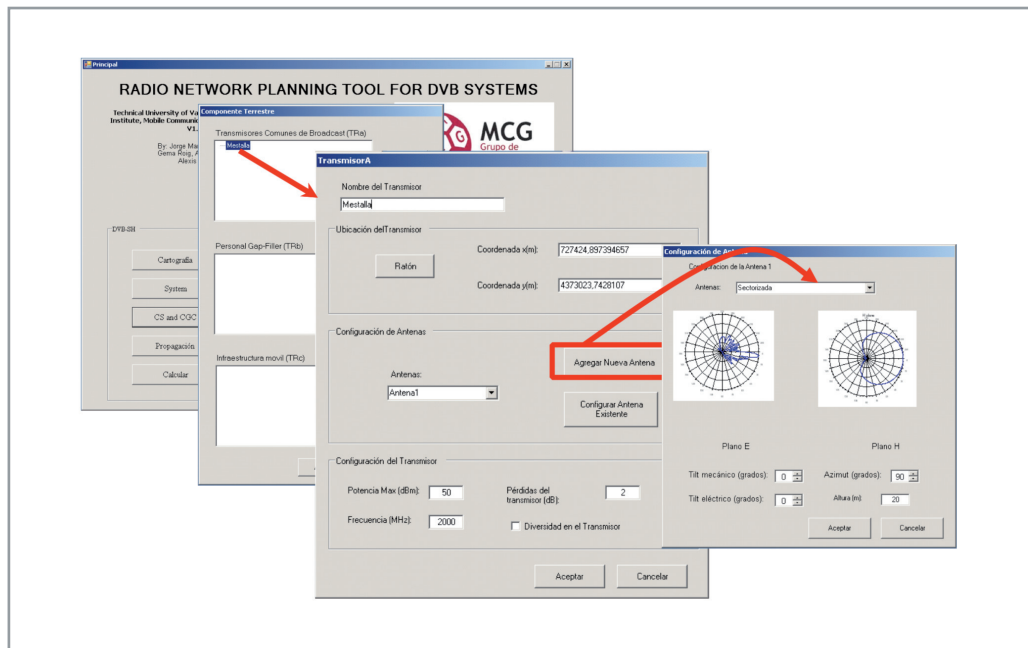 Principal
RADIO NETWORK PLANNING TOOL FOR DVB SYSTEMS
Technical University of Va
Institute, Mobile Communic
V1.
By: Jorge Ma
Gema Roig, A
Alexis
MCG
Grupo de
DVB-SH
Cartografía
System
CS and CGC
Propagación
Calcular
Componente Terrestre
Transmisores Comunes de Broadcast (TRa)
Mestalla
Personal Gap-Filler (TRb)
Infraestructura movil (TRc)
TransmisorA
Nombre del Transmisor
Mestalla
Ubicación delTransmisor
Ratón
Coordenada x(m): 727424,897394657
Coordenada y(m): 4373023,7428107
Configuración de Antenas
Antenas:
Antena1
Agregar Nueva Antena
Configurar Antena
Existente
Configuración del Transmisor
Potencia Max (dBm): 50
Pérdidas del
transmisor (dB): 2
Frecuencia (MHz): 2000
Diversidad en el Transmisor
Aceptar
Cancelar
Configuración de
Configuracion de la Antena 1
Antenas: Sectorizada
Plano E
Plano H
Tilt mecánico (grados): 0
Azimut (grados): 90
Tilt eléctrico (grados): 0
Altura (m): 20
Aceptar
Cancelar